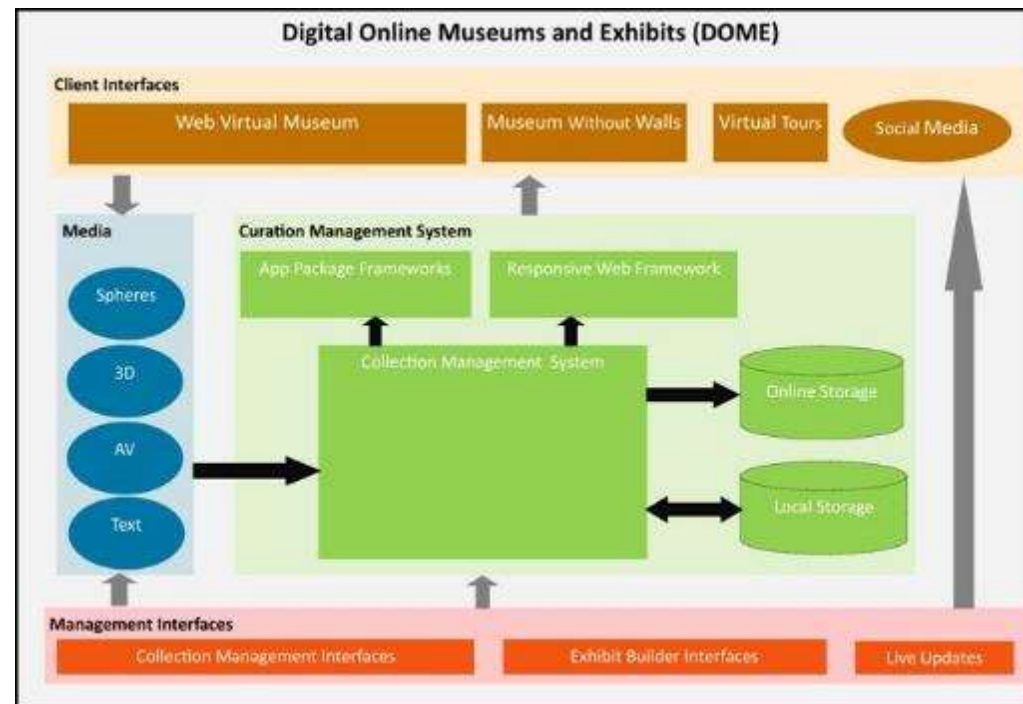 Digital Online Museums and Exhibits (DOME)
Client Interfaces
Web Virtual Museum
Museum Without Walls
Virtual Tours
Social Media
Media
Spheres
3D
AV
Text
Curation Management System
App Package Frameworks
Responsive Web Framework
Collection Management System
Online Storage
Local Storage
Management Interfaces
Collection Management Interfaces
Exhibit Builder Interfaces
Live Updates